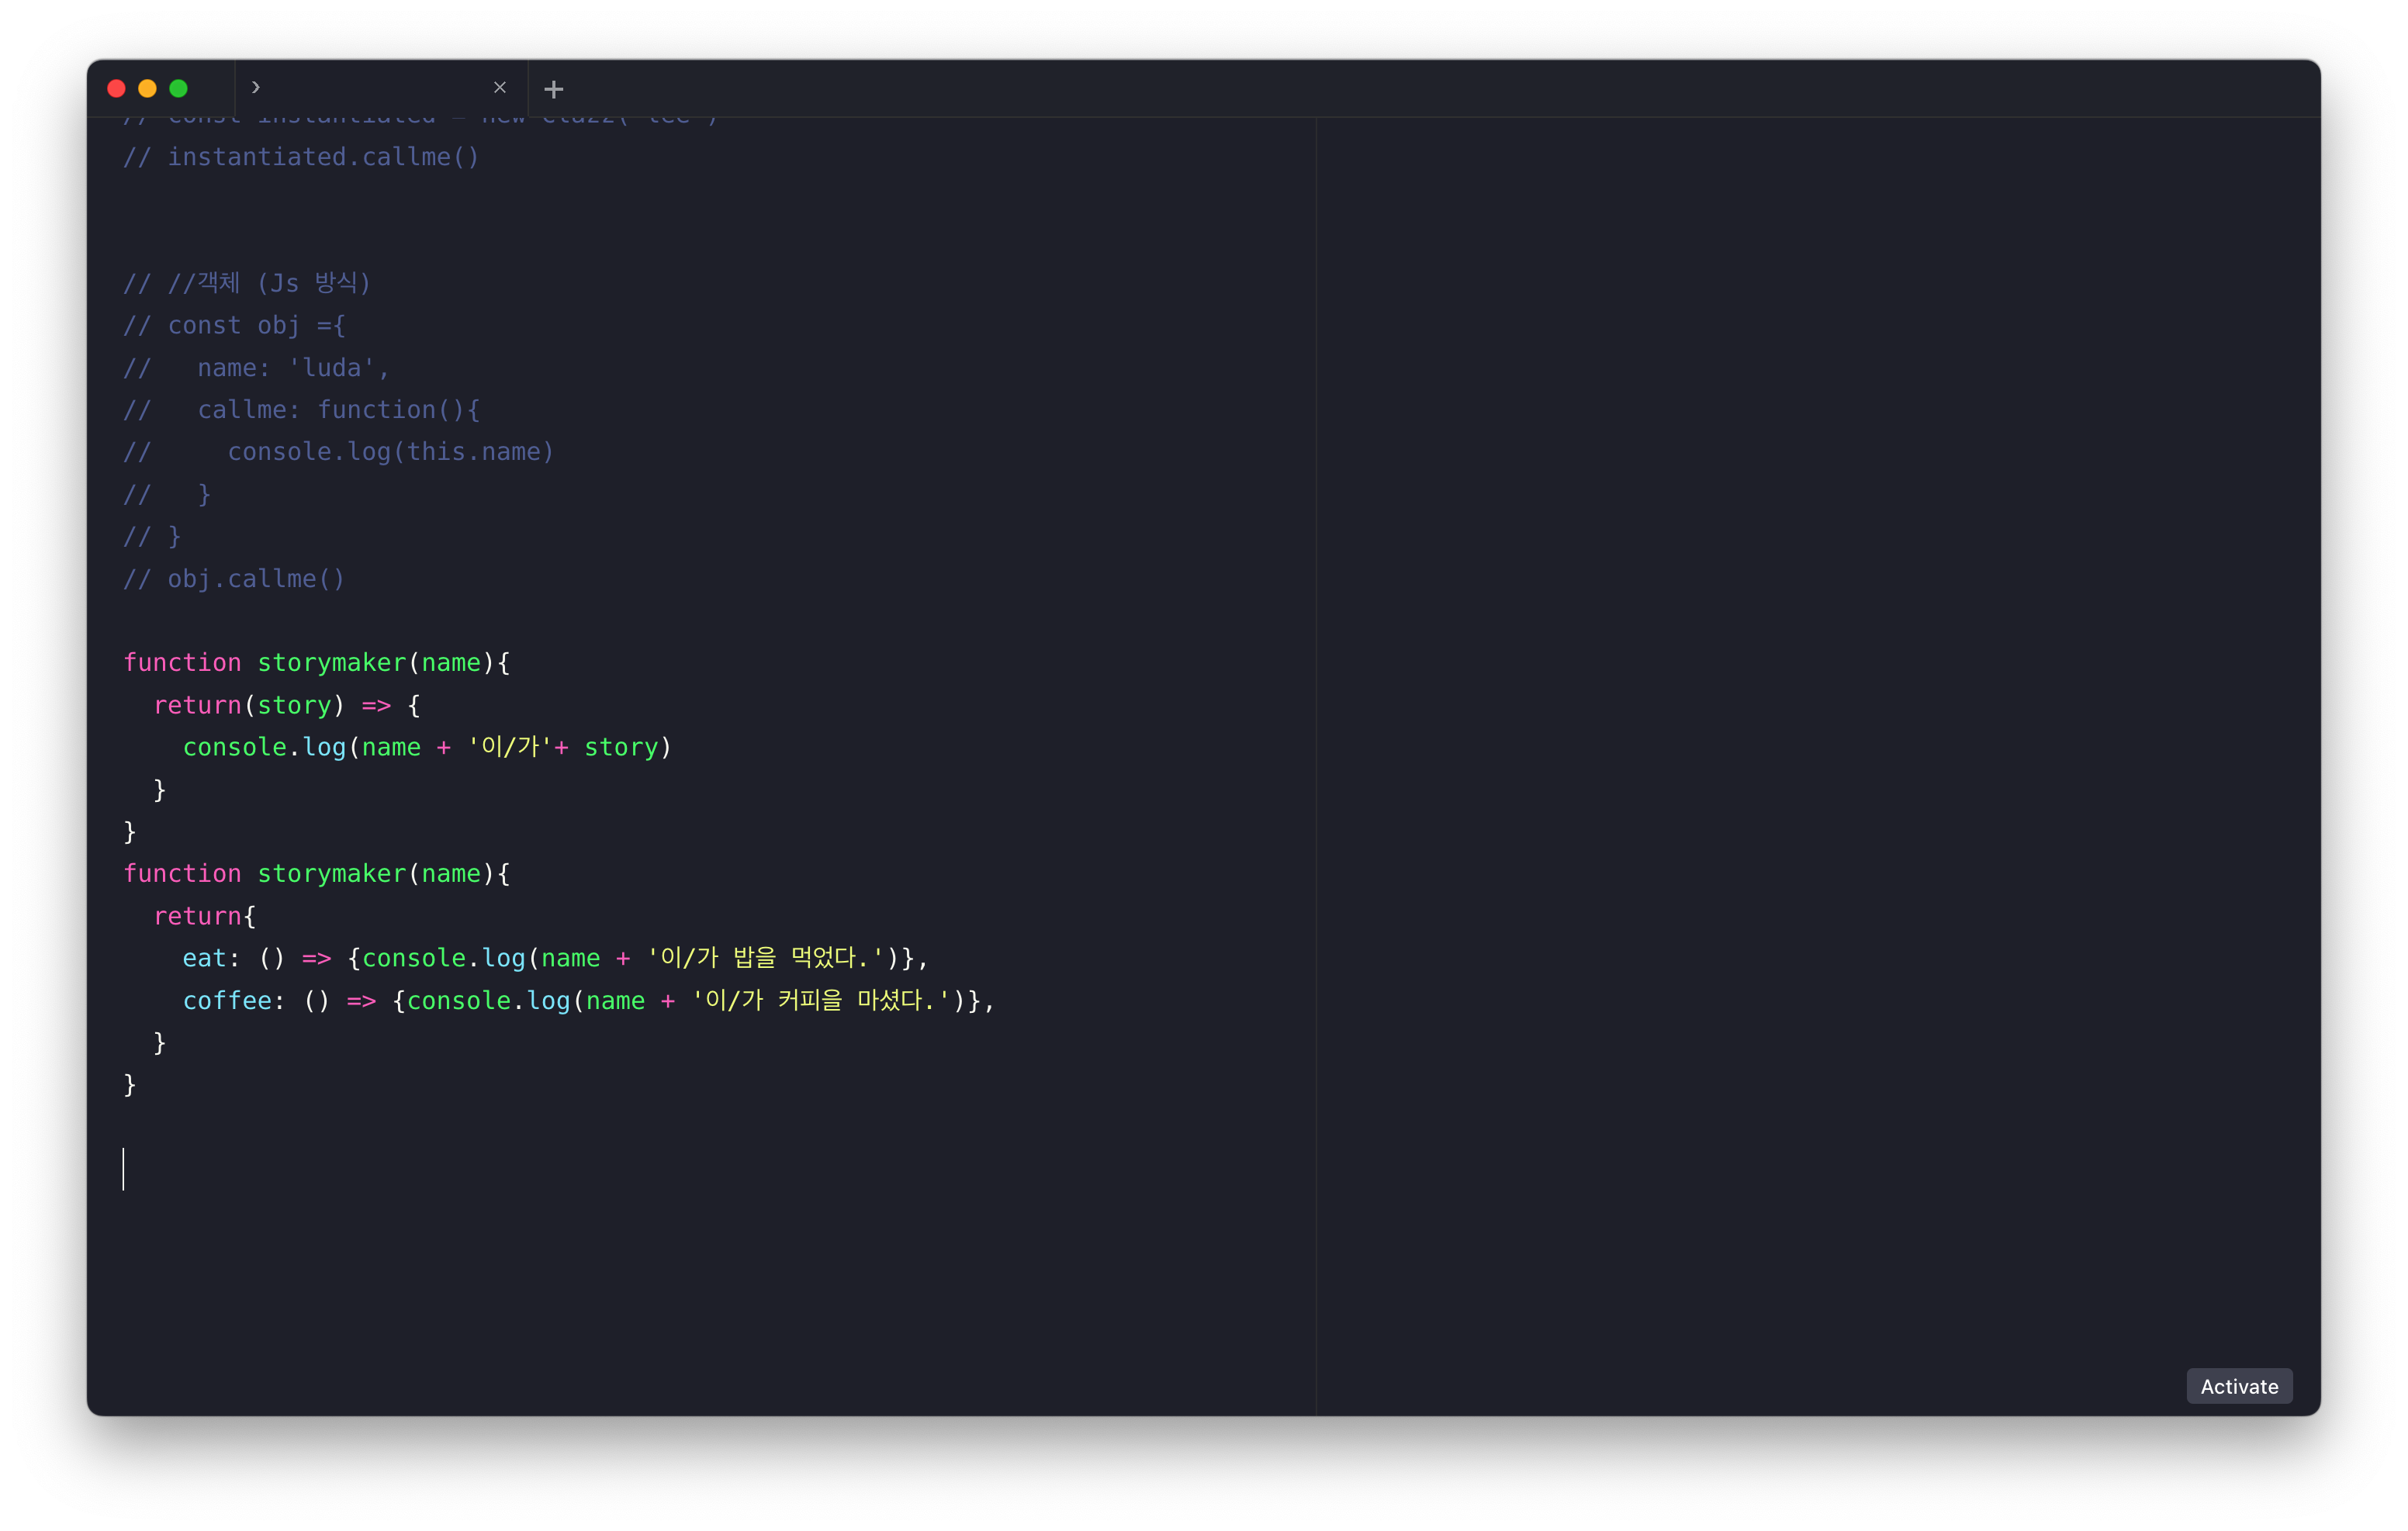 // instantiated.callme()
// //객체 (Js 방식)
// const obj ={
//   name: 'luda',
//   callme: function(){
//     console.log(this.name)
//   }
// }
// obj.callme()
function storymaker(name){
  return(story) => {
    console.log(name + '이/가'+ story)
  }
}
function storymaker(name){
  return{
    eat: () => {console.log(name + '이/가 밥을 먹었다.')},
    coffee: () => {console.log(name + '이/가 커피을 마셨다.')},
  }
}
Activate